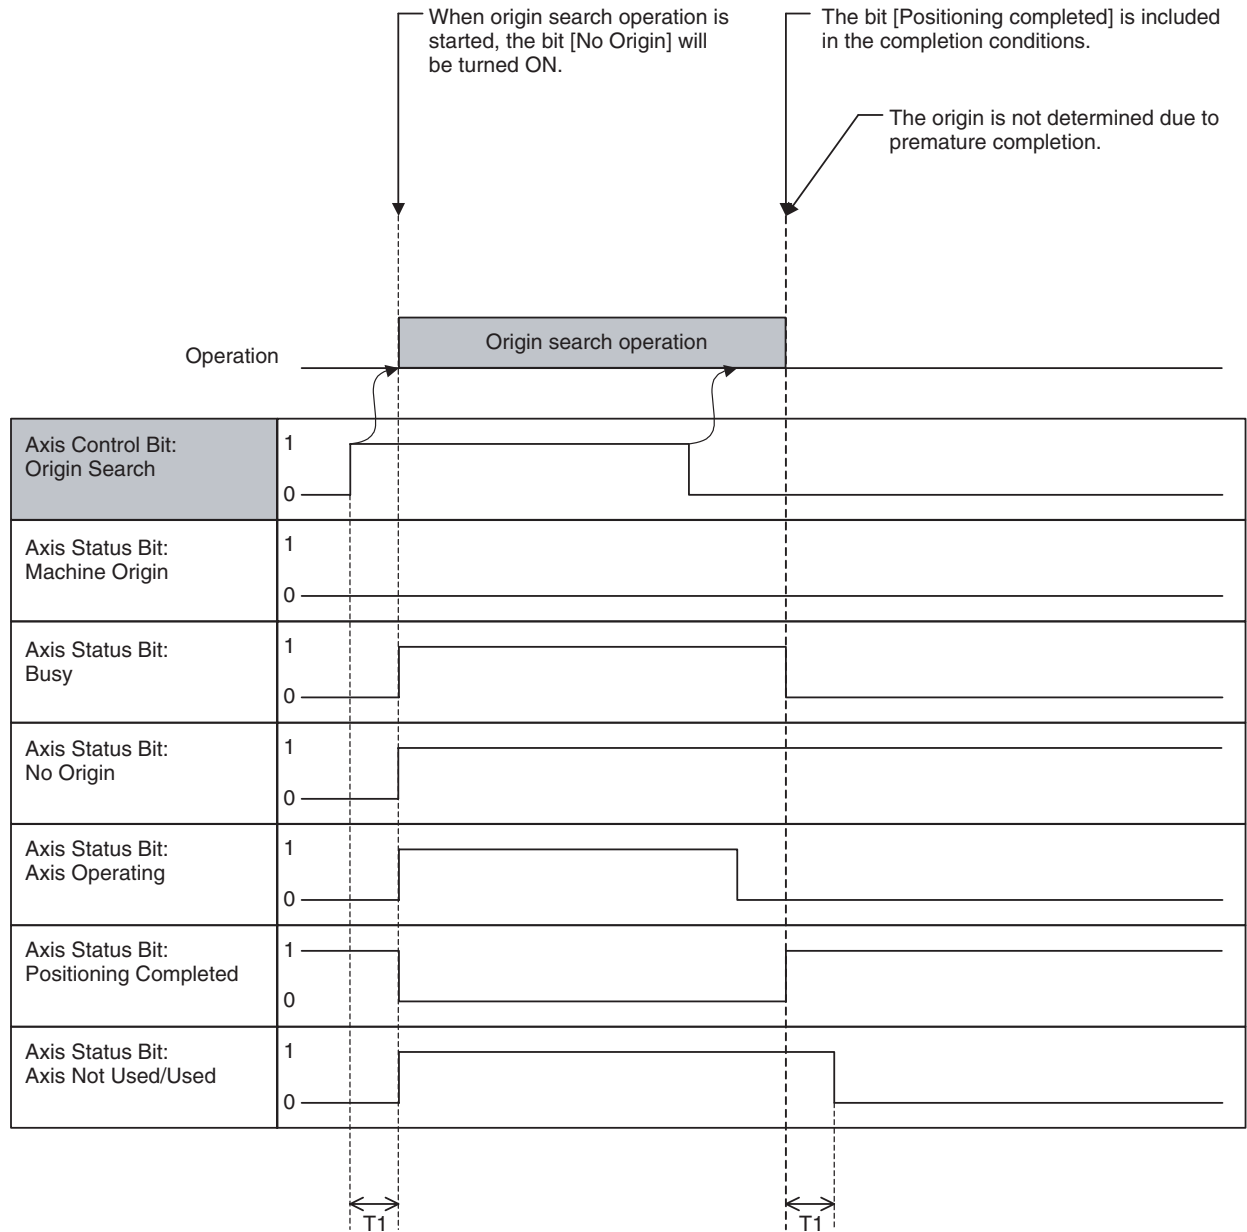 When origin search operation is
started, the bit [No Origin] will
be turned ON.
The bit [Positioning completed] is included
in the completion conditions.
The origin is not determined due to
premature completion.
Operation
Origin search operation
Axis Control Bit:
Origin Search
1
0
Axis Status Bit:
Machine Origin
1
0
Axis Status Bit:
Busy
1
0
Axis Status Bit:
No Origin
1
0
Axis Status Bit:
Axis Operating
1
0
Axis Status Bit:
Positioning Completed
1
0
Axis Status Bit:
Axis Not Used/Used
1
0
T1
T1